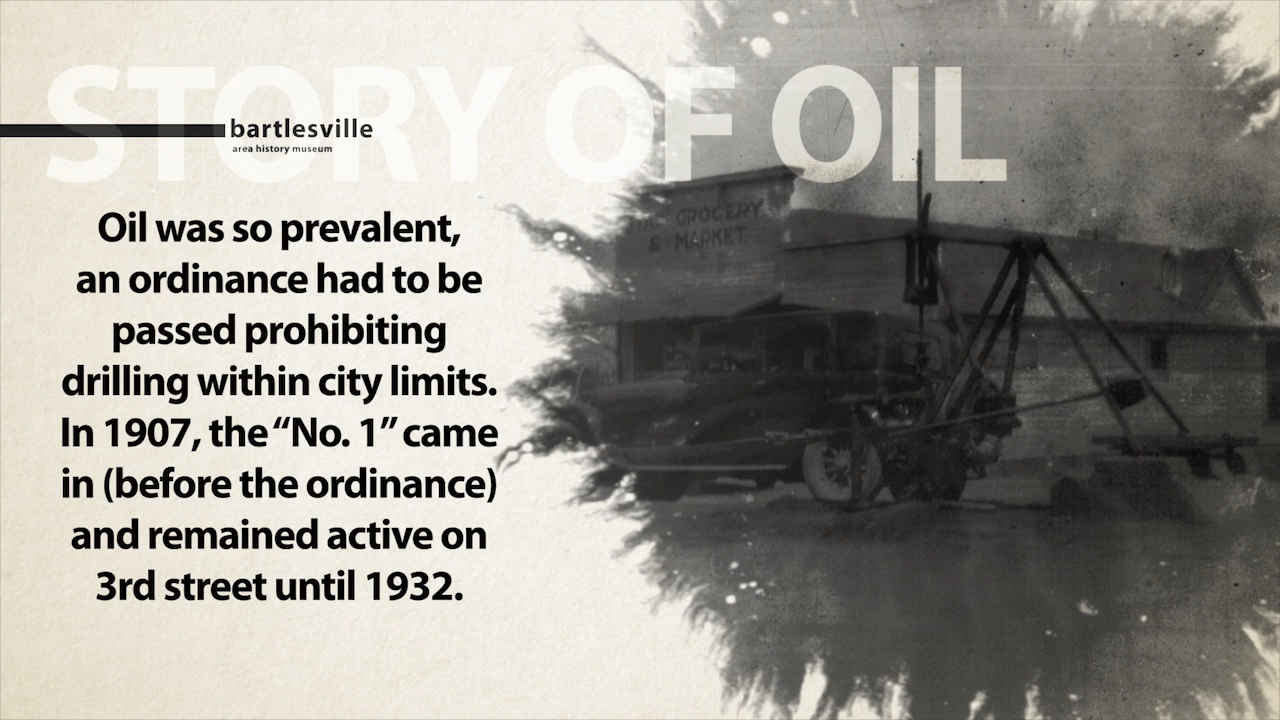 STORY OF OIL
bartlesville
area history museum
Oil was so prevalent,
an ordinance had to be
passed prohibiting
drilling within city limits.
In 1907, the “No. 1” came
in (before the ordinance)
and remained active on
3rd street until 1932.
GROCERY
& MARKET.